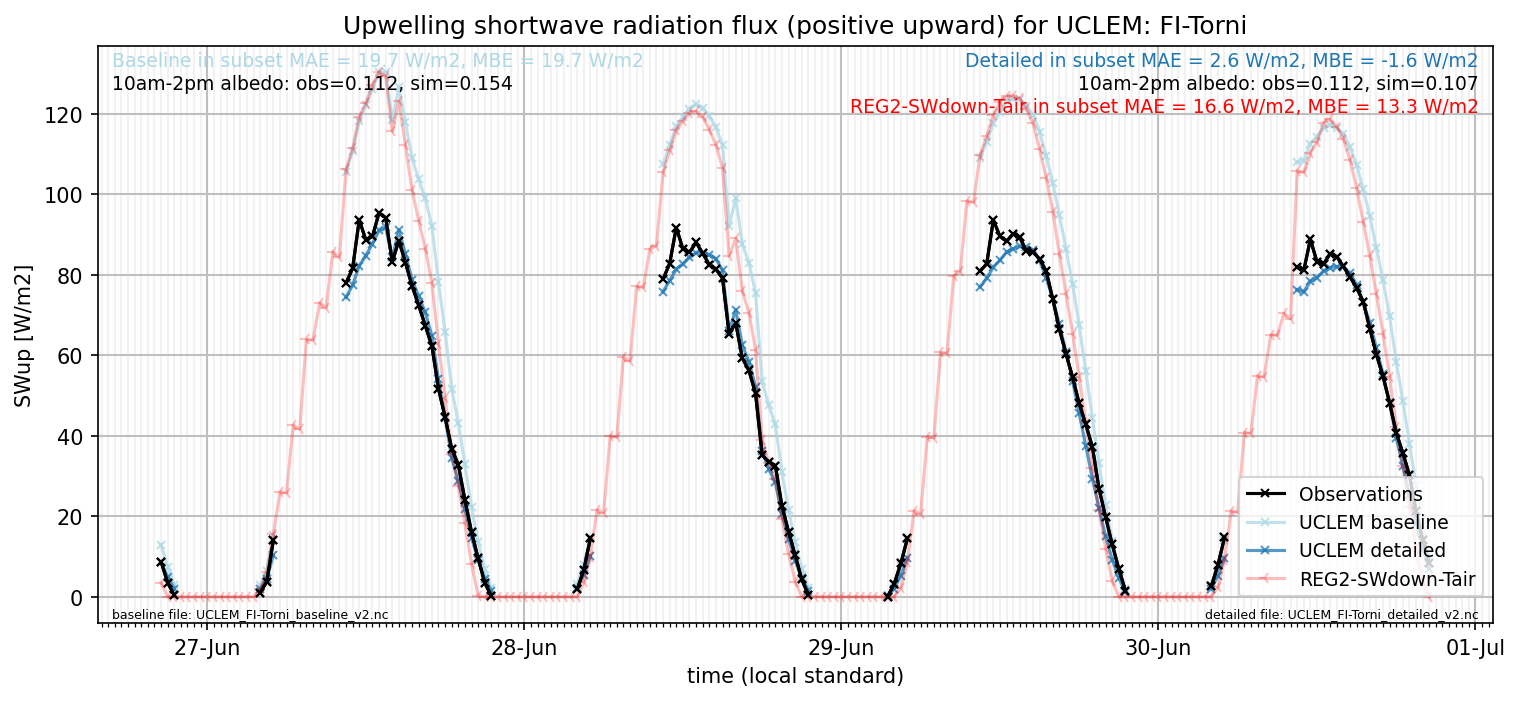 Upwelling shortwave radiation flux (positive upward) for UCLEM: FI-Torni
Baseline in subset MAE = 19.7 W/m2, MBE = 19.7 W/m2
10am-2pm albedo: obs=0.112, sim=0.154
Detailed in subset MAE = 2.6 W/m2, MBE = -1.6 W/m2
10am-2pm albedo: obs=0.112, sim=0.107
REG2-SWdown-Tair in subset MAE = 16.6 W/m2, MBE = 13.3 W/m2
120
100
80
60
40
20
0
SWup [W/m2]
Observations
UCLEM baseline
UCLEM detailed
REG2-SWdown-Tair
baseline file: UCLEM_FI-Torni_baseline_v2.nc
detailed file: UCLEM_FI-Torni_detailed_v2.nc
27-Jun
28-Jun
29-Jun
30-Jun
01-Jul
time (local standard)